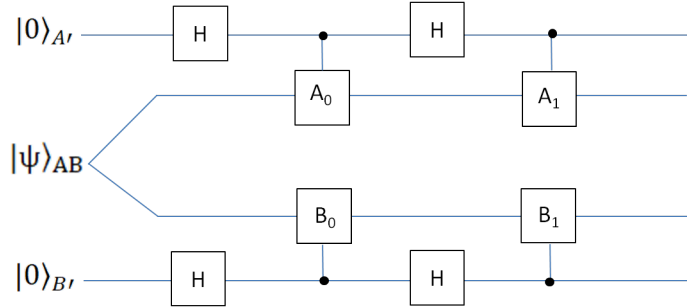 |0⟩A′ H H
A₀ A₁
|ψ⟩AB
B₀ B₁
|0⟩B′ H H